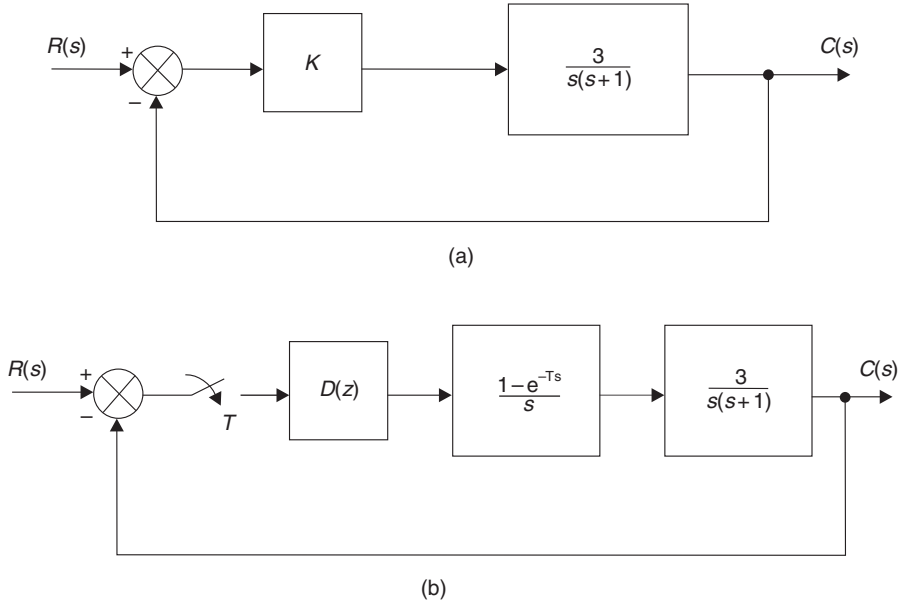 R(s)
+
−
K
3
s(s+1)
C(s)
(a)
R(s)
+
−
T
D(z)
1−e^−Ts
s
3
s(s+1)
C(s)
(b)